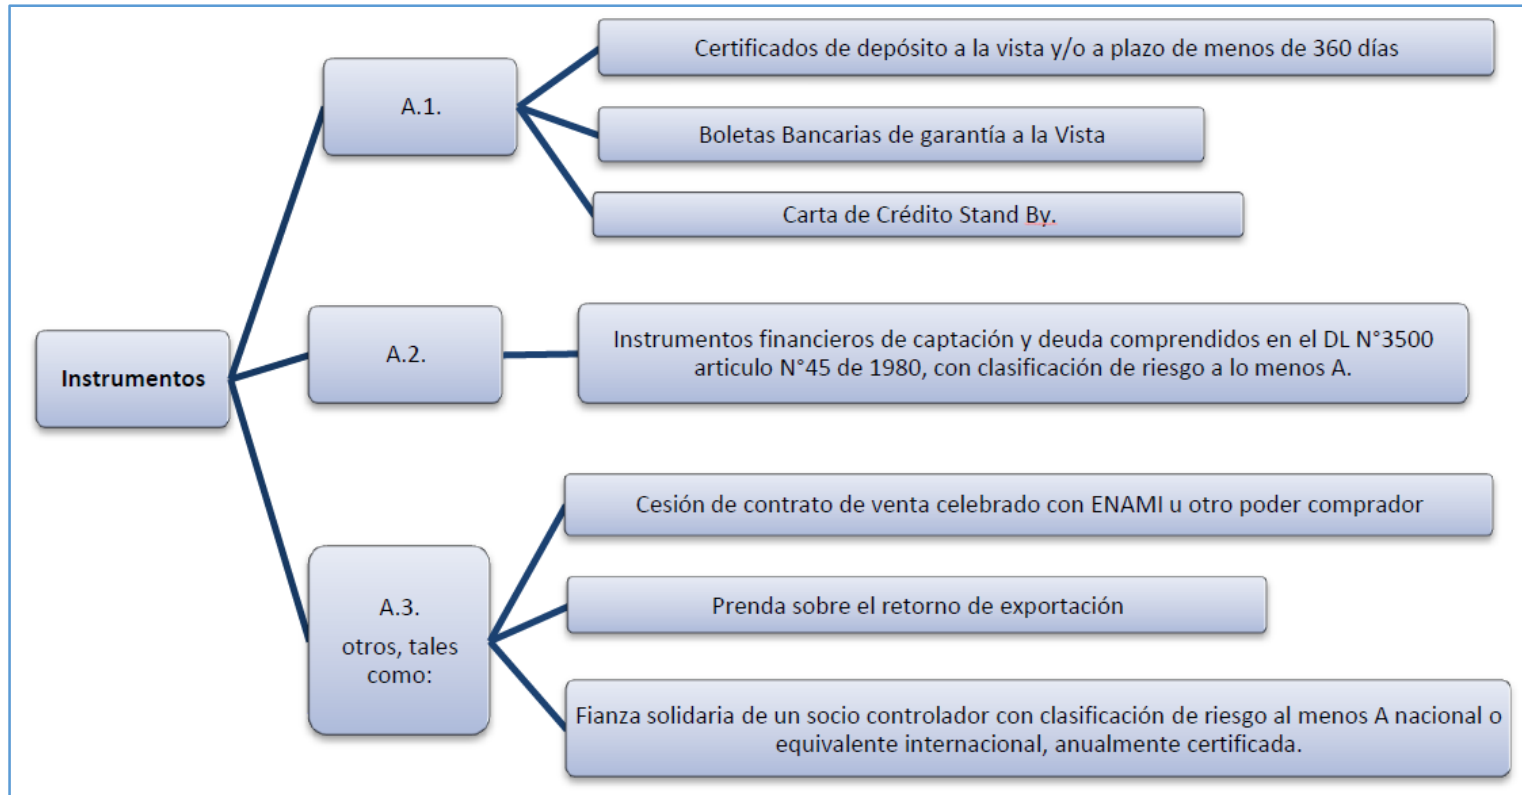 Instrumentos
A.1.
Certificados de depósito a la vista y/o a plazo de menos de 360 días
Boletas Bancarias de garantía a la Vista
Carta de Crédito Stand By.
A.2.
Instrumentos financieros de captación y deuda comprendidos en el DL N°3500
articulo N°45 de 1980, con clasificación de riesgo a lo menos A.
A.3.
otros, tales
como:
Cesión de contrato de venta celebrado con ENAMI u otro poder comprador
Prenda sobre el retorno de exportación
Fianza solidaria de un socio controlador con clasificación de riesgo al menos A nacional o
equivalente internacional, anualmente certificada.